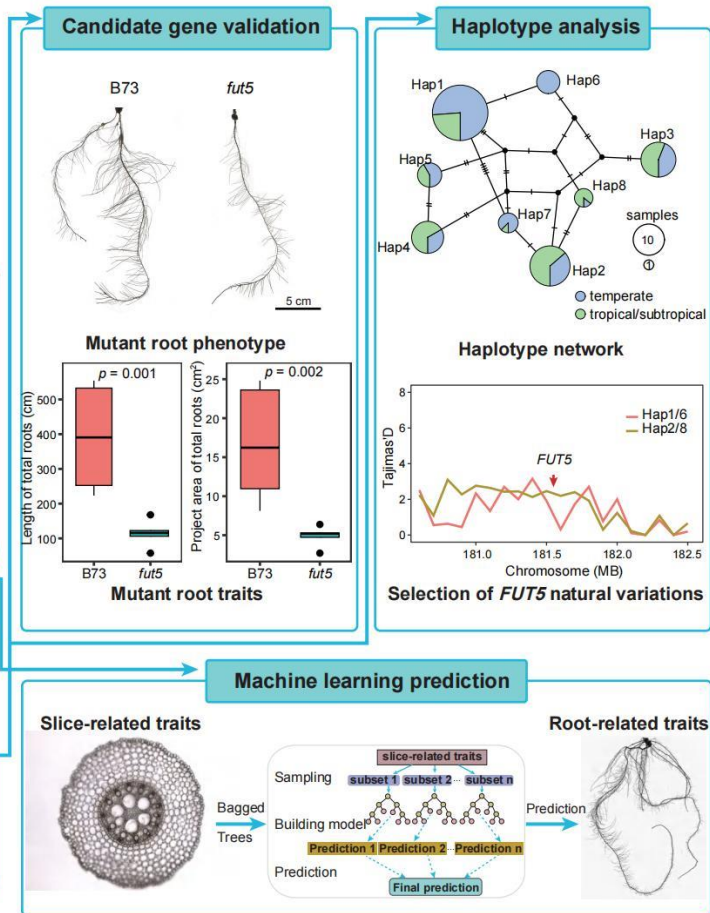 Candidate gene validation
B73
fut5
5 cm
Mutant root phenotype
Length of total roots (cm)
500
400
300
200
100
p = 0.001
B73
fut5
Project area of total roots (cm²)
25
20
15
10
5
p = 0.002
B73
fut5
Mutant root traits
Haplotype analysis
Hap1
Hap6
Hap3
Hap5
Hap8
Hap7
Hap4
Hap2
samples
10
1
temperate
tropical/subtropical
Haplotype network
Tajimas'D
8
6
4
2
0
Hap1/6
Hap2/8
FUT5
181.0
181.5
182.0
182.5
Chromosome (MB)
Selection of FUT5 natural variations
Machine learning prediction
Slice-related traits
Bagged
Trees
slice-related traits
Sampling
subset 1
subset 2
...
subset n
Building model
Prediction 1
Prediction 2
...
Prediction n
Prediction
Final prediction
Prediction
Root-related traits